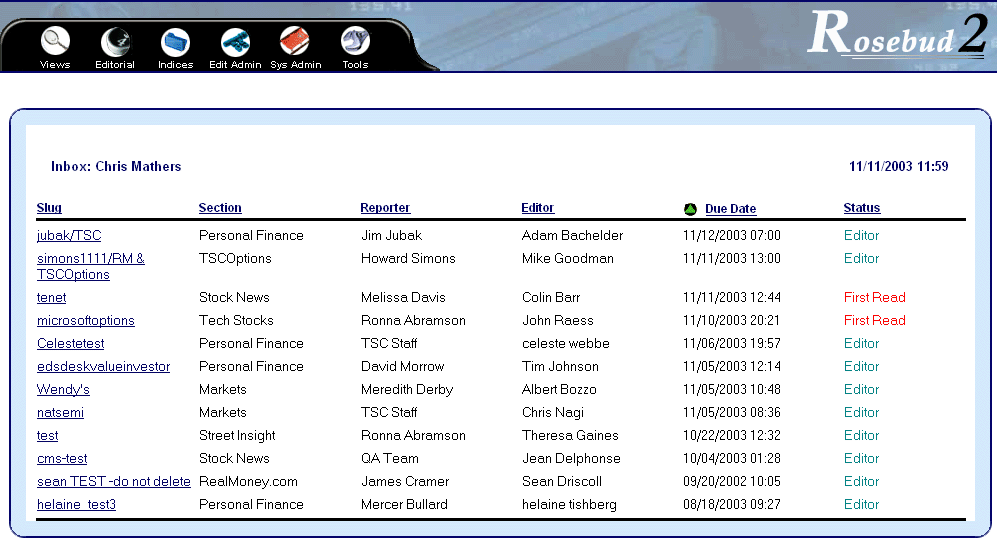 Rosebud 2
Views Editorial Indices Edit Admin Sys Admin Tools
Inbox: Chris Mathers 11/11/2003 11:59
Slug Section Reporter Editor Due Date Status
jubak/TSC Personal Finance Jim Jubak Adam Bachelder 11/12/2003 07:00 Editor
simons1111/RM & TSCOptions Howard Simons Mike Goodman 11/11/2003 13:00 Editor
TSCOptions
tenet Stock News Melissa Davis Colin Barr 11/11/2003 12:44 First Read
microsoftoptions Tech Stocks Ronna Abramson John Raess 11/10/2003 20:21 First Read
Celestetest Personal Finance TSC Staff celeste webbe 11/06/2003 19:57 Editor
edsdeskvalueinvestor Personal Finance David Morrow Tim Johnson 11/05/2003 12:14 Editor
Wendy's Markets Meredith Derby Albert Bozzo 11/05/2003 10:48 Editor
natsemi Markets TSC Staff Chris Nagi 11/05/2003 08:36 Editor
test Street Insight Ronna Abramson Theresa Gaines 10/22/2003 12:32 Editor
cms-test Stock News QA Team Jean Delphonse 10/04/2003 01:28 Editor
sean TEST -do not delete RealMoney.com James Cramer Sean Driscoll 09/20/2002 10:05 Editor
helaine_test3 Personal Finance Mercer Bullard helaine tishberg 08/18/2003 09:27 Editor